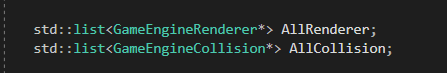 std::list<GameEngineRenderer*> AllRenderer;
std::list<GameEngineCollision*> AllCollision;